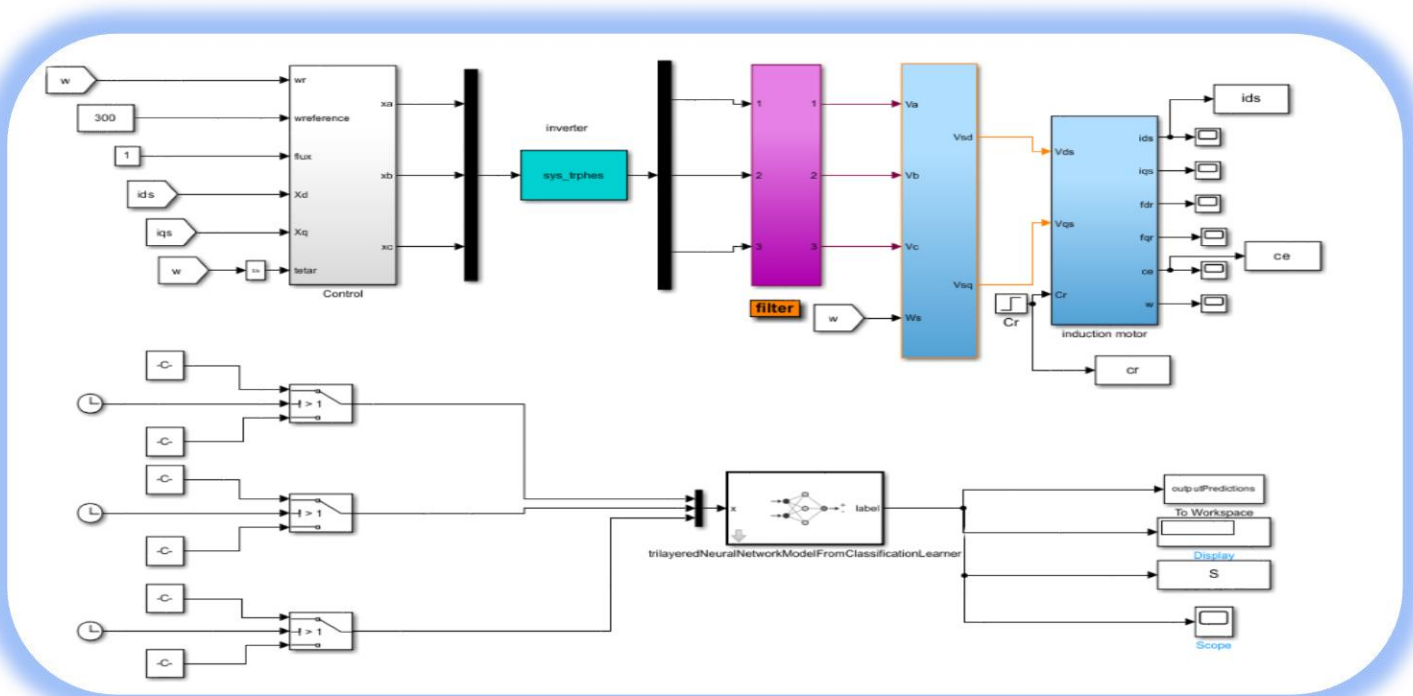 w
wr
300
wreference
1
flux
ids
Xd
iqs
Xq
w
tetar
xa
xb
xc
Control
inverter
sys_trphes
1
2
3
1
2
3
filter
w
Va
Vb
Vc
Ws
Vsd
Vsq
Vds
Vqs
Cr
Cr
ids
iqs
fdr
fqr
ce
w
induction motor
ids
ce
cr
-C-
> 1
-C-
-C-
> 1
-C-
-C-
> 1
-C-
x
label
trilayeredNeuralNetworkModelFromClassificationLearner
outputPredictions
To Workspace
Display
S
Scope